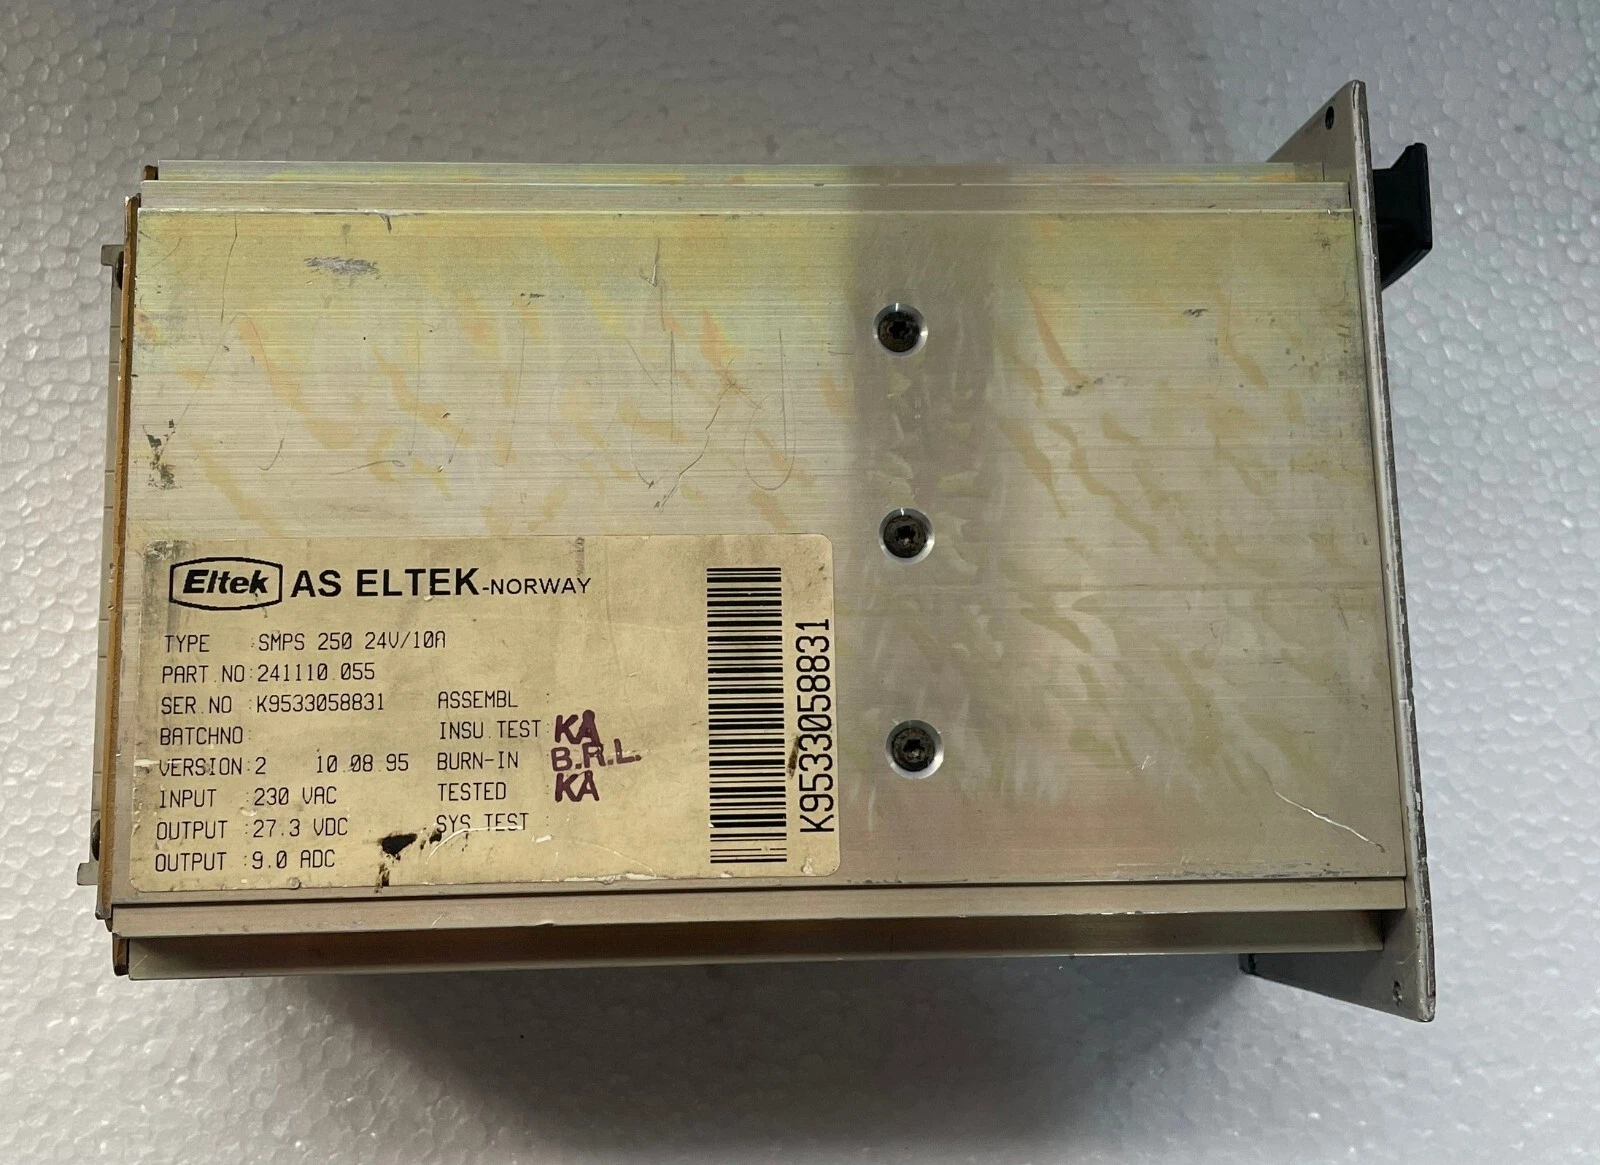 Eltek AS ELTEK-NORWAY
TYPE :SMPS 250 24V/10A
PART.NO:241110.055
SER.NO :K9533058831 ASSEMBL :
BATCHNO: INSU.TEST: KA
VERSION:2 10.08.95 BURN-IN B.R.L.
INPUT :230 VAC TESTED : KA
OUTPUT :27.3 VDC SYS.TEST :
OUTPUT :9.0 ADC
K9533058831